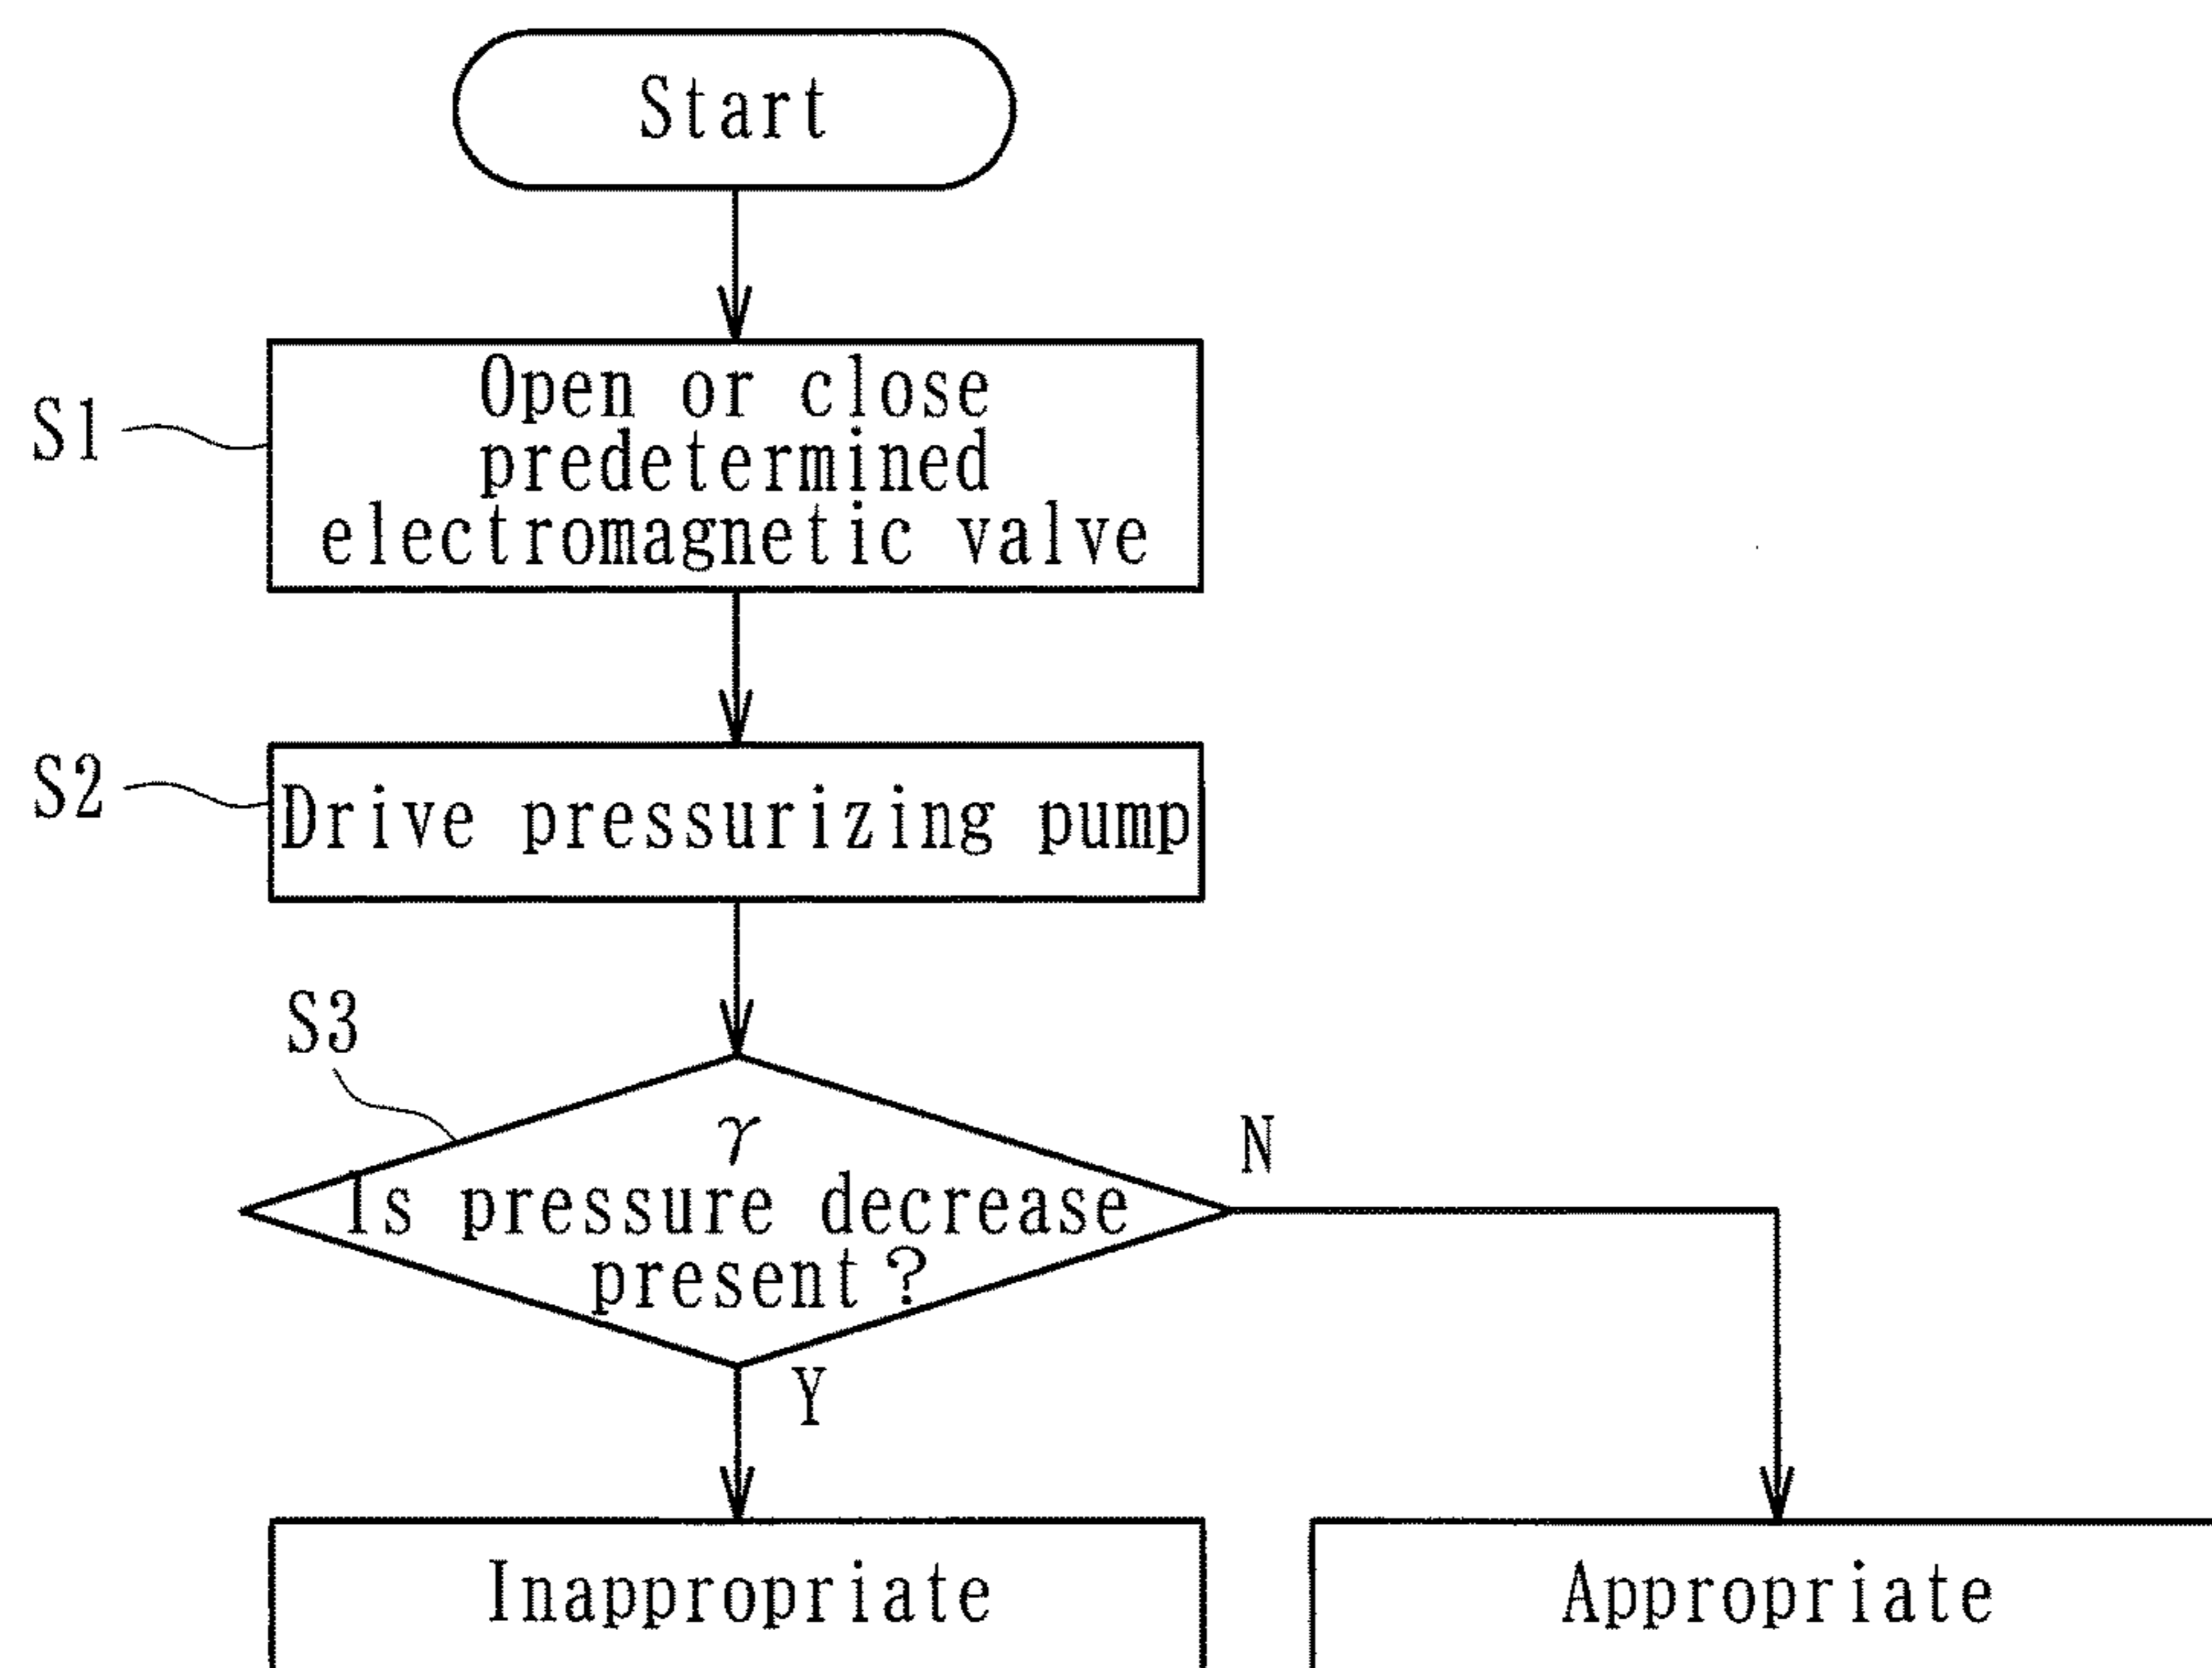 Start
S1
Open or close
predetermined
electromagnetic valve
S2
Drive pressurizing pump
S3
γ
Is pressure decrease
present?
N
Y
Inappropriate
Appropriate